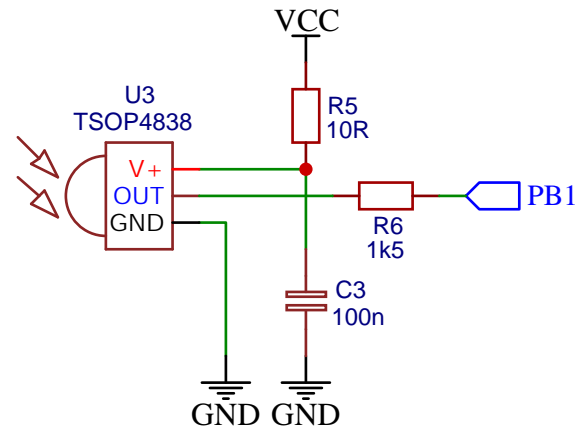 VCC
U3
TSOP4838
R5
10R
V+
OUT
GND
PB1
R6
1k5
C3
100n
GND
GND